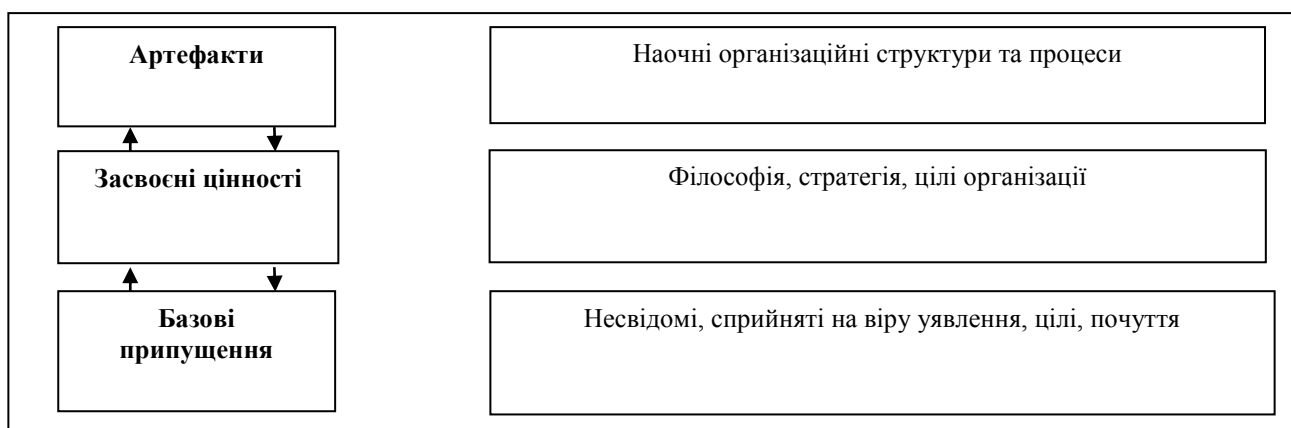 Артефакти
Наочні організаційні структури та процеси
Засвоєні цінності
Філософія, стратегія, цілі організації
Базові
припущення
Несвідомі, сприйняті на віру уявлення, цілі, почуття